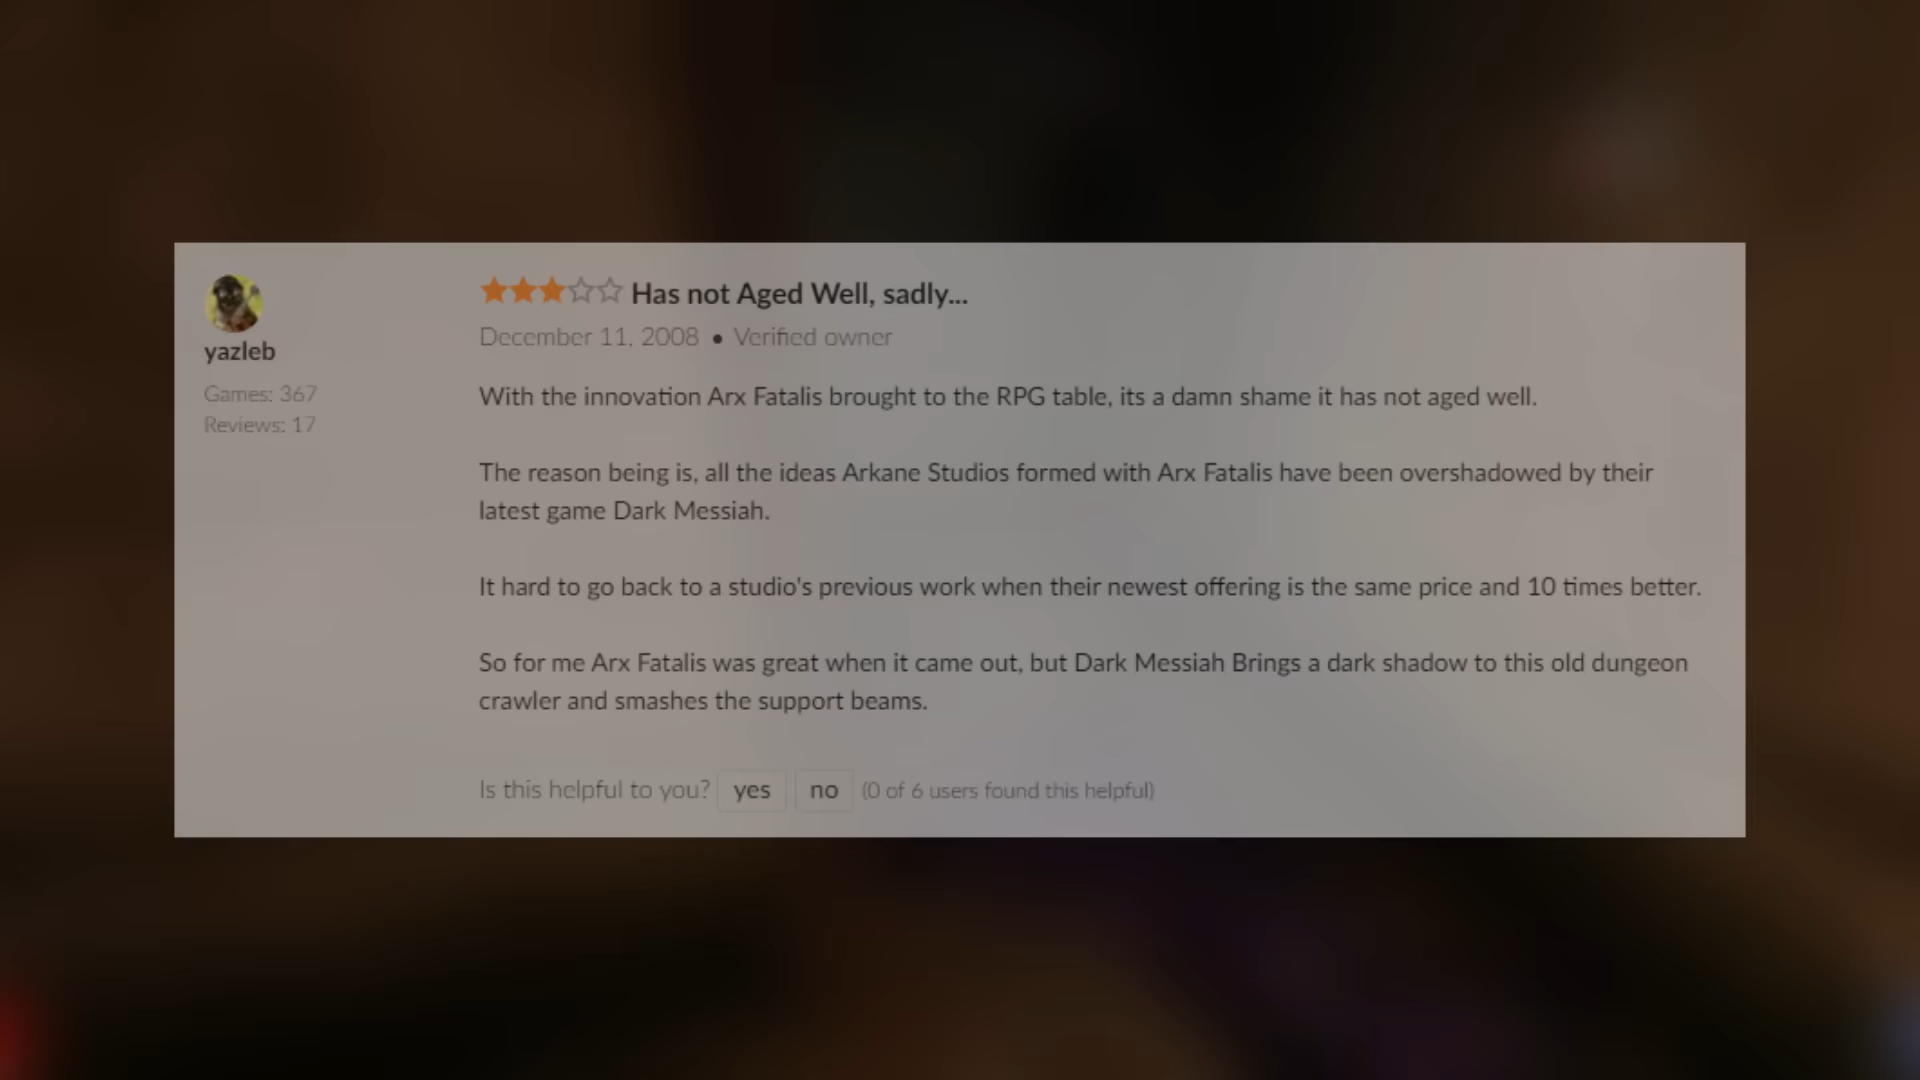 yazleb
Games: 367
Reviews: 17
Has not Aged Well, sadly...
December 11, 2008 • Verified owner
With the innovation Arx Fatalis brought to the RPG table, its a damn shame it has not aged well.
The reason being is, all the ideas Arkane Studios formed with Arx Fatalis have been overshadowed by their
latest game Dark Messiah.
It hard to go back to a studio's previous work when their newest offering is the same price and 10 times better.
So for me Arx Fatalis was great when it came out, but Dark Messiah Brings a dark shadow to this old dungeon
crawler and smashes the support beams.
Is this helpful to you? yes no (0 of 6 users found this helpful)